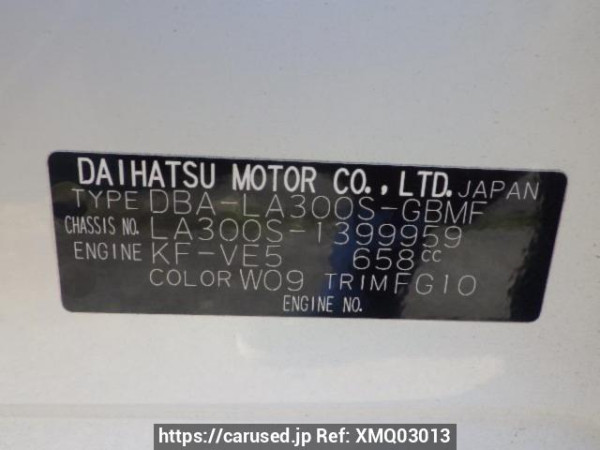 DAIHATSU MOTOR CO., LTD. JAPAN
TYPE DBA-LA300S-GBMF
CHASSIS NO. LA300S-1399959
ENGINE KF-VE5 658cc
COLOR W09 TRIM FG10
ENGINE NO.
https://carused.jp Ref: XMQ03013